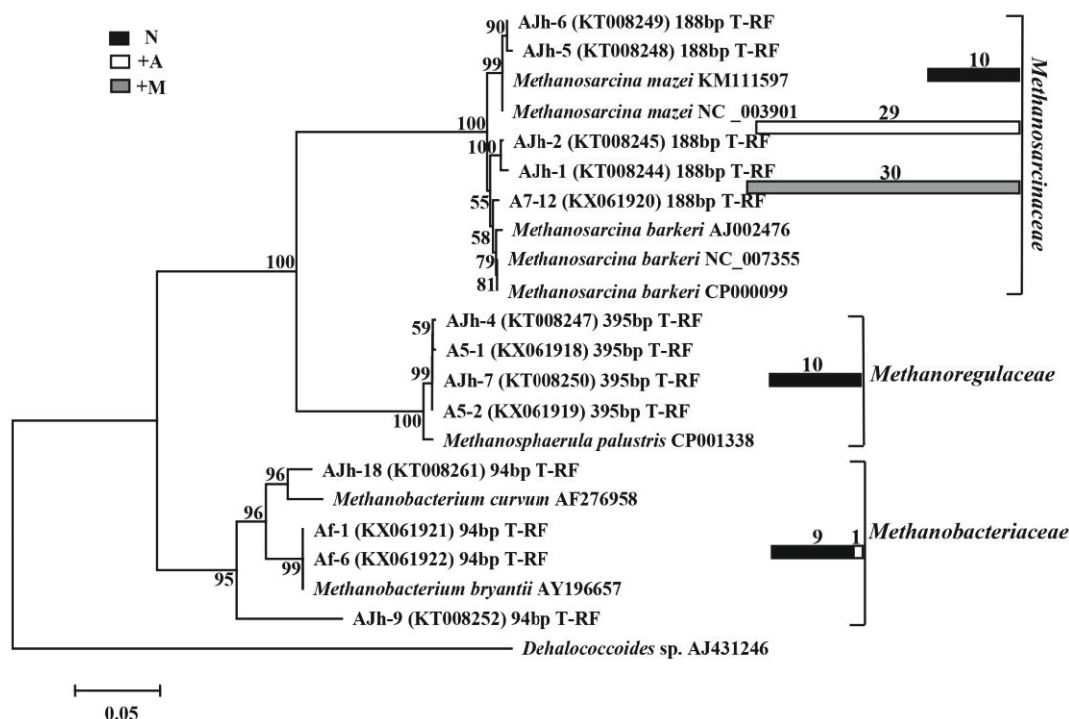 N
+A
+M
90
AJh-6 (KT008249) 188bp T-RF
AJh-5 (KT008248) 188bp T-RF
99
Methanosarcina mazei KM111597
10
Methanosarcina mazei NC _003901
29
100
AJh-2 (KT008245) 188bp T-RF
100
AJh-1 (KT008244) 188bp T-RF
30
55
A7-12 (KX061920) 188bp T-RF
58
Methanosarcina barkeri AJ002476
79
Methanosarcina barkeri NC_007355
81
Methanosarcina barkeri CP000099
Methanosarcinaceae
100
59
AJh-4 (KT008247) 395bp T-RF
A5-1 (KX061918) 395bp T-RF
99
AJh-7 (KT008250) 395bp T-RF
10
Methanoregulaceae
A5-2 (KX061919) 395bp T-RF
100
Methanosphaerula palustris CP001338
96
AJh-18 (KT008261) 94bp T-RF
Methanobacterium curvum AF276958
96
Af-1 (KX061921) 94bp T-RF
9
1
Methanobacteriaceae
Af-6 (KX061922) 94bp T-RF
99
95
Methanobacterium bryantii AY196657
AJh-9 (KT008252) 94bp T-RF
Dehalococcoides sp. AJ431246
0.05